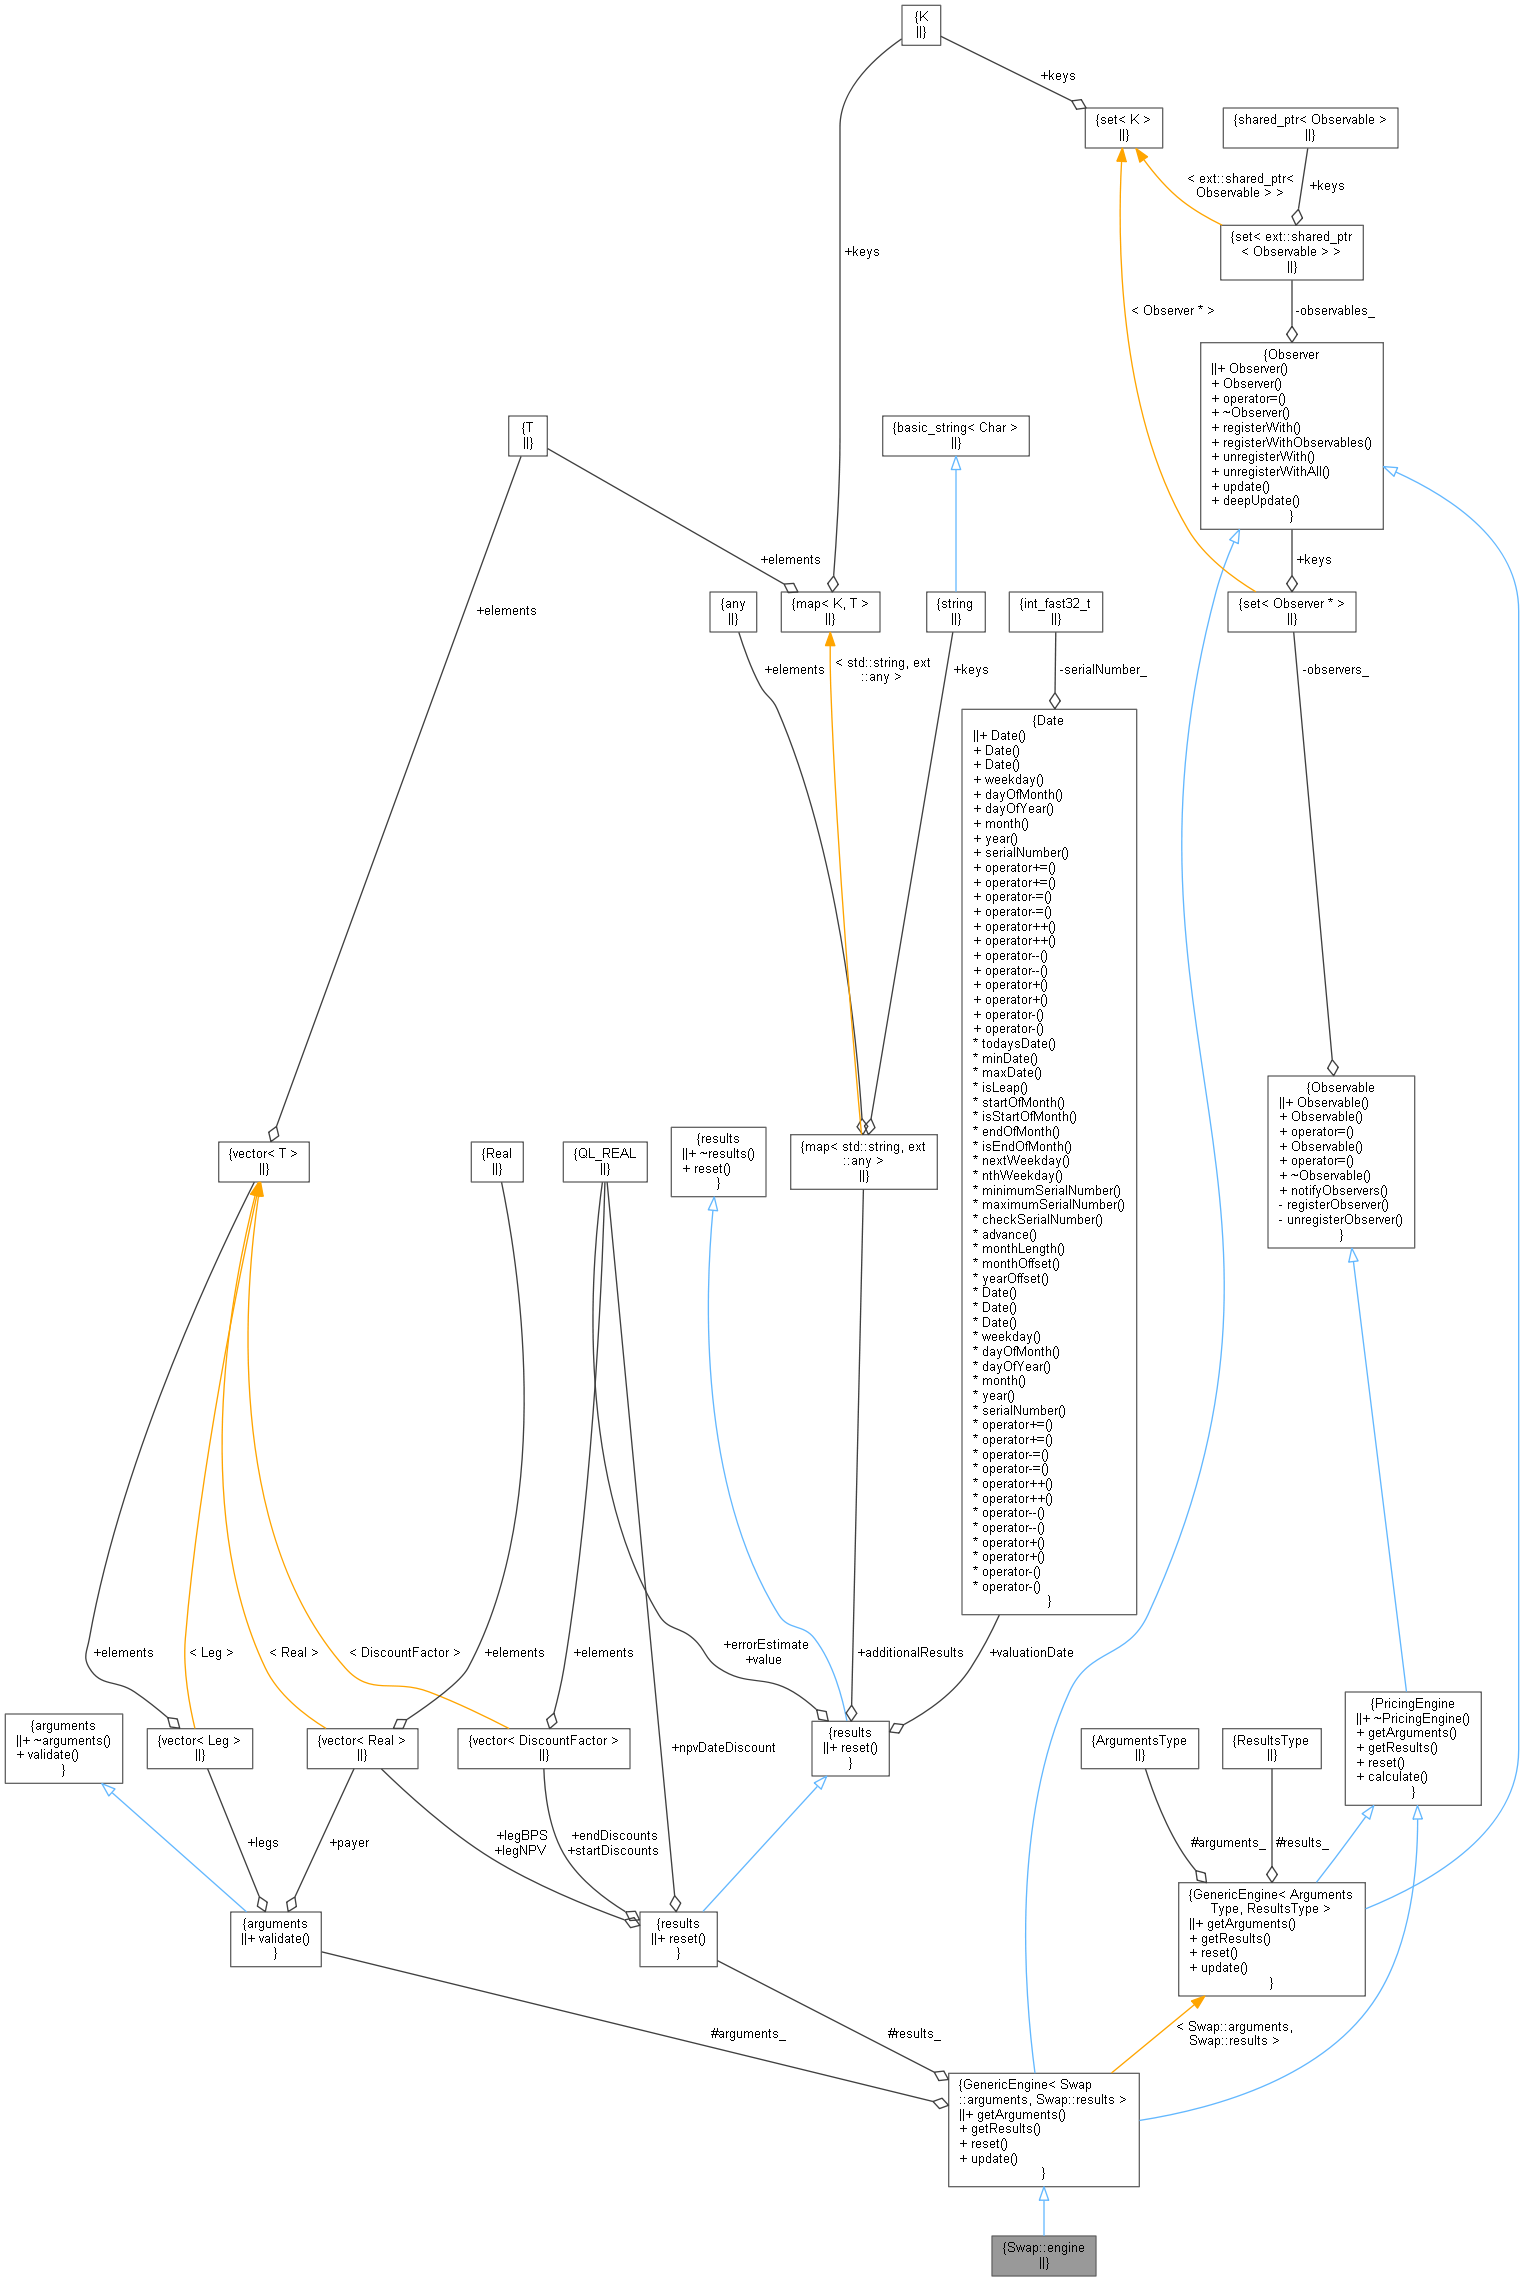 {K
||}
+keys
{set< K >
||}
{shared_ptr< Observable >
||}
< ext::shared_ptr<
Observable > >
+keys
{set< ext::shared_ptr
< Observable > >
||}
+keys
< Observer * >
-observables_
{Observer
||+ Observer()
+ Observer()
+ operator=()
+ ~Observer()
+ registerWith()
+ registerWithObservables()
+ unregisterWith()
+ unregisterWithAll()
+ update()
+ deepUpdate()
}
{T
||}
{basic_string< Char >
||}
+elements
+elements
+keys
{any
||}
{map< K, T >
||}
{string
||}
{int_fast32_t
||}
{set< Observer * >
||}
+elements
< std::string, ext
::any >
+keys
-serialNumber_
-observers_
{Date
||+ Date()
+ Date()
+ Date()
+ weekday()
+ dayOfMonth()
+ dayOfYear()
+ month()
+ year()
+ serialNumber()
+ operator+=()
+ operator+=()
+ operator-=()
+ operator-=()
+ operator++()
+ operator++()
+ operator--()
+ operator--()
+ operator+()
+ operator+()
+ operator-()
+ operator-()
* todaysDate()
* minDate()
* maxDate()
* isLeap()
* startOfMonth()
* isStartOfMonth()
* endOfMonth()
* isEndOfMonth()
* nextWeekday()
* nthWeekday()
* minimumSerialNumber()
* maximumSerialNumber()
* checkSerialNumber()
* advance()
* monthLength()
* monthOffset()
* yearOffset()
* Date()
* Date()
* Date()
* weekday()
* dayOfMonth()
* dayOfYear()
* month()
* year()
* serialNumber()
* operator+=()
* operator+=()
* operator-=()
* operator-=()
* operator++()
* operator++()
* operator--()
* operator--()
* operator+()
* operator+()
* operator-()
* operator-()
}
{Observable
||+ Observable()
+ Observable()
+ operator=()
+ Observable()
+ operator=()
+ ~Observable()
+ notifyObservers()
- registerObserver()
- unregisterObserver()
}
{vector< T >
||}
{Real
||}
{QL_REAL
||}
{results
||+ ~results()
+ reset()
}
{map< std::string, ext
::any >
||}
+elements
< Leg >
< Real >
< DiscountFactor >
+elements
+elements
+errorEstimate
+value
+additionalResults
+valuationDate
{arguments
||+ ~arguments()
+ validate()
}
{vector< Leg >
||}
{vector< Real >
||}
{vector< DiscountFactor >
||}
+npvDateDiscount
{results
||+ reset()
}
{ArgumentsType
||}
{ResultsType
||}
{PricingEngine
||+ ~PricingEngine()
+ getArguments()
+ getResults()
+ reset()
+ calculate()
}
+legs
+payer
+legBPS
+legNPV
+endDiscounts
+startDiscounts
#arguments_
#results_
{arguments
||+ validate()
}
{results
||+ reset()
}
{GenericEngine< Arguments
Type, ResultsType >
||+ getArguments()
+ getResults()
+ reset()
+ update()
}
#arguments_
#results_
< Swap::arguments,
Swap::results >
{GenericEngine< Swap
::arguments, Swap::results >
||+ getArguments()
+ getResults()
+ reset()
+ update()
}
{Swap::engine
||}